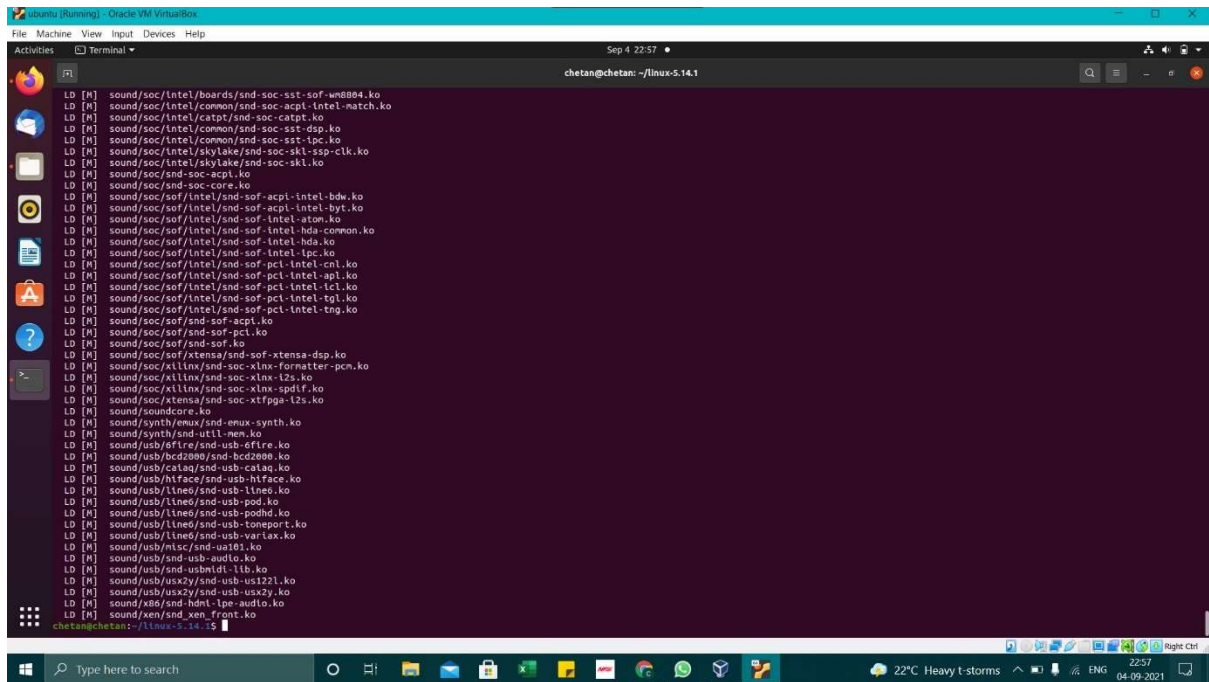 ubuntu [Running] - Oracle VM VirtualBox
File Machine View Input Devices Help
Activities Terminal Sep 4 22:57
chetan@chetan: ~/linux-5.14.1
LD [M] sound/soc/intel/boards/snd-soc-sst-sof-wm8804.ko
LD [M] sound/soc/intel/common/snd-soc-acpi-intel-match.ko
LD [M] sound/soc/intel/catpt/snd-soc-catpt.ko
LD [M] sound/soc/intel/common/snd-soc-sst-dsp.ko
LD [M] sound/soc/intel/common/snd-soc-sst-ipc.ko
LD [M] sound/soc/intel/skylake/snd-soc-skl-ssp-clk.ko
LD [M] sound/soc/intel/skylake/snd-soc-skl.ko
LD [M] sound/soc/snd-soc-acpi.ko
LD [M] sound/soc/snd-soc-core.ko
LD [M] sound/soc/sof/intel/snd-sof-acpi-intel-bdw.ko
LD [M] sound/soc/sof/intel/snd-sof-acpi-intel-byt.ko
LD [M] sound/soc/sof/intel/snd-sof-intel-atom.ko
LD [M] sound/soc/sof/intel/snd-sof-intel-hda-common.ko
LD [M] sound/soc/sof/intel/snd-sof-intel-hda.ko
LD [M] sound/soc/sof/intel/snd-sof-intel-ipc.ko
LD [M] sound/soc/sof/intel/snd-sof-pci-intel-cnl.ko
LD [M] sound/soc/sof/intel/snd-sof-pci-intel-apl.ko
LD [M] sound/soc/sof/intel/snd-sof-pci-intel-icl.ko
LD [M] sound/soc/sof/intel/snd-sof-pci-intel-tgl.ko
LD [M] sound/soc/sof/intel/snd-sof-pci-intel-tng.ko
LD [M] sound/soc/sof/snd-sof-acpi.ko
LD [M] sound/soc/sof/snd-sof-pci.ko
LD [M] sound/soc/sof/snd-sof.ko
LD [M] sound/soc/sof/xtensa/snd-sof-xtensa-dsp.ko
LD [M] sound/soc/xilinx/snd-soc-xlnx-formatter-pcm.ko
LD [M] sound/soc/xilinx/snd-soc-xlnx-i2s.ko
LD [M] sound/soc/xilinx/snd-soc-xlnx-spdif.ko
LD [M] sound/soc/xtensa/snd-soc-xtfpga-i2s.ko
LD [M] sound/soundcore.ko
LD [M] sound/synth/emux/snd-emux-synth.ko
LD [M] sound/synth/snd-util-mem.ko
LD [M] sound/usb/6fire/snd-usb-6fire.ko
LD [M] sound/usb/bcd2000/snd-bcd2000.ko
LD [M] sound/usb/caiaq/snd-usb-caiaq.ko
LD [M] sound/usb/hiface/snd-usb-hiface.ko
LD [M] sound/usb/line6/snd-usb-line6.ko
LD [M] sound/usb/line6/snd-usb-pod.ko
LD [M] sound/usb/line6/snd-usb-podhd.ko
LD [M] sound/usb/line6/snd-usb-toneport.ko
LD [M] sound/usb/line6/snd-usb-variax.ko
LD [M] sound/usb/misc/snd-ua101.ko
LD [M] sound/usb/snd-usb-audio.ko
LD [M] sound/usb/snd-usbmidi-lib.ko
LD [M] sound/usb/usx2y/snd-usb-us122l.ko
LD [M] sound/usb/usx2y/snd-usb-usx2y.ko
LD [M] sound/x86/snd-hdmi-lpe-audio.ko
LD [M] sound/xen/snd_xen_front.ko
chetan@chetan:~/linux-5.14.1$
Right Ctrl
Type here to search
22°C Heavy t-storms
ENG
22:57
04-09-2021